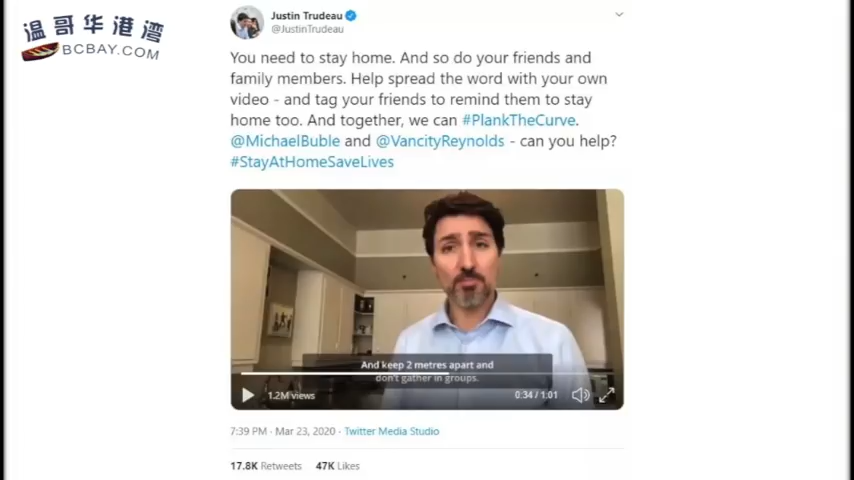 温哥华港湾
BCBAY.COM
Justin Trudeau
@JustinTrudeau
You need to stay home. And so do your friends and
family members. Help spread the word with your own
video - and tag your friends to remind them to stay
home too. And together, we can #PlankTheCurve.
@MichaelBuble and @VancityReynolds - can you help?
#StayAtHomeSaveLives
And keep 2 metres apart and
don't gather in groups.
1.2M views
0:34 / 1:01
7:39 PM · Mar 23, 2020 · Twitter Media Studio
17.8K Retweets 47K Likes